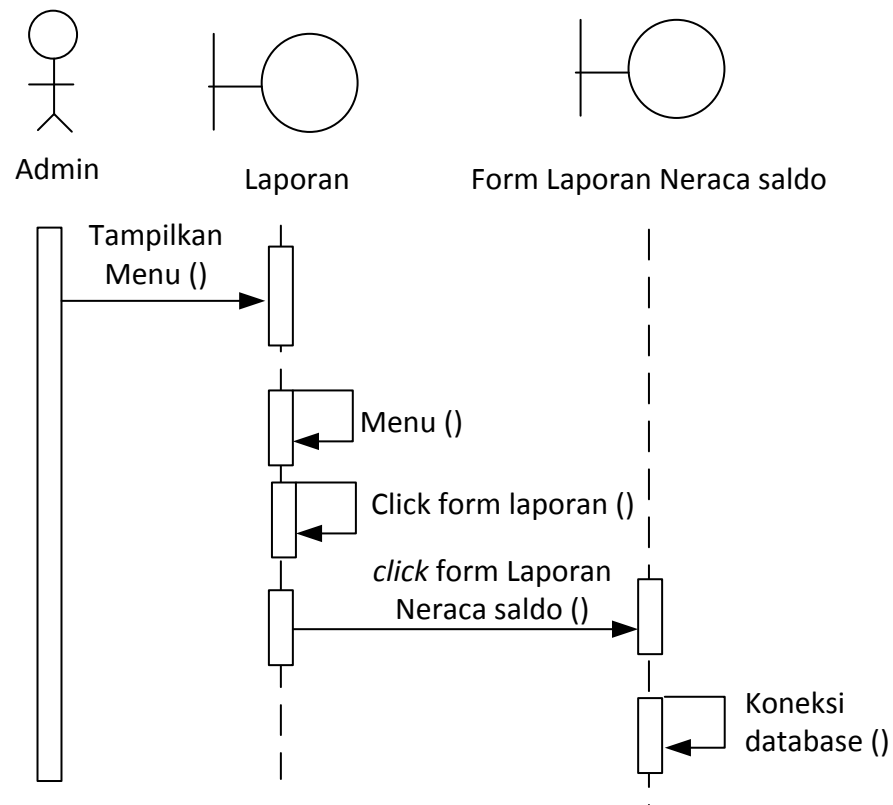 Admin
Laporan
Form Laporan Neraca saldo
Tampilkan
Menu ()
Menu ()
Click form laporan ()
click form Laporan
Neraca saldo ()
Koneksi
database ()